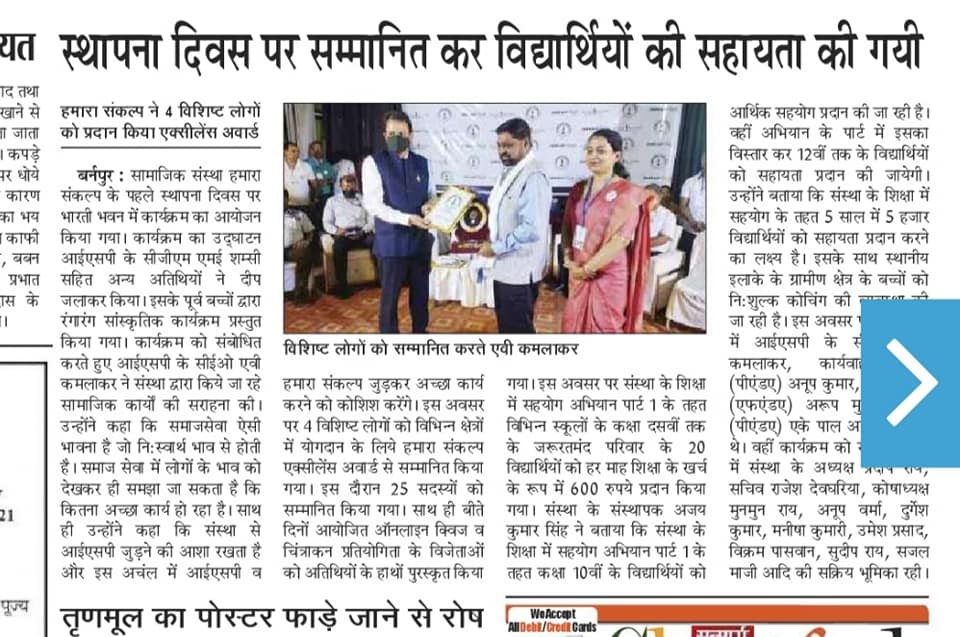 यत
स्थापना दिवस पर सम्मानित कर विद्यार्थियों की सहायता की गयी
ाद तथा
खाने से
ा जाता
। कपड़े
पर धोये
कारण
का भय
काफी
, बबन
प्रभात
ास के
।
21
पूज्य
हमारा संकल्प ने 4 विशिष्ट लोगों
को प्रदान किया एक्सीलेंस अवार्ड
बर्नपुर : सामाजिक संस्था हमारा
संकल्प के पहले स्थापना दिवस पर
भारती भवन में कार्यक्रम का आयोजन
किया गया। कार्यक्रम का उद्घाटन
आईएसपी के सीजीएम एमई शम्सी
सहित अन्य अतिथियों ने दीप
जलाकर किया। इसके पूर्व बच्चों द्वारा
रंगारंग सांस्कृतिक कार्यक्रम प्रस्तुत
किया गया। कार्यक्रम को संबोधित
करते हुए आईएसपी के सीईओ एवी
कमलाकर ने संस्था द्वारा किये जा रहे
सामाजिक कार्यों की सराहना की।
उन्होंने कहा कि समाजसेवा ऐसी
भावना है जो नि:स्वार्थ भाव से होती
है। समाज सेवा में लोगों के भाव को
देखकर ही समझा जा सकता है कि
कितना अच्छा कार्य हो रहा है। साथ
ही उन्होंने कहा कि संस्था से
आईएसपी जुड़ने की आशा रखता है
और इस अचंल में आईएसपी व
विशिष्ट लोगों को सम्मानित करते एवी कमलाकर
हमारा संकल्प जुड़कर अच्छा कार्य
करने को कोशिश करेंगे। इस अवसर
पर 4 विशिष्ट लोगों को विभिन्न क्षेत्रों
में योगदान के लिये हमारा संकल्प
एक्सीलेंस अवार्ड से सम्मानित किया
गया। इस दौरान 25 सदस्यों को
सम्मानित किया गया। साथ ही बीते
दिनों आयोजित ऑनलाइन क्विज व
चिंत्राकन प्रतियोगिता के विजेताओं
को अतिथियों के हाथों पुरस्कृत किया
गया। इस अवसर पर संस्था के शिक्षा
में सहयोग अभियान पार्ट 1 के तहत
विभिन्न स्कूलों के कक्षा दसवीं तक
के जरूरतमंद परिवार के 20
विद्यार्थियों को हर माह शिक्षा के खर्च
के रूप में 600 रुपये प्रदान किया
गया। संस्था के संस्थापक अजय
कुमार सिंह ने बताया कि संस्था के
शिक्षा में सहयोग अभियान पार्ट 1 के
तहत कक्षा 10वीं के विद्यार्थियों को
आर्थिक सहयोग प्रदान की जा रही है।
वहीं अभियान के पार्ट में इसका
विस्तार कर 12वीं तक के विद्यार्थियों
को सहायता प्रदान की जायेगी।
उन्होंने बताया कि संस्था के शिक्षा में
सहयोग के तहत 5 साल में 5 हजार
विद्यार्थियों को सहायता प्रदान करने
का लक्ष्य है। इसके साथ स्थानीय
इलाके के ग्रामीण क्षेत्र के बच्चों को
नि:शुल्क कोचिंग की
जा रही है। इस अवसर
में आईएसपी के
कमलाकर, कार्यवा
(पीएंडए) अनूप कुमार,
(एफएंडए) अरूप
(पीएंडए) एके पाल
थे। वहीं कार्यक्रम को
में संस्था के अध्यक्ष प्रदीप राय,
सचिव राजेश देवघरिया, कोषाध्यक्ष
मुनमुन राय, अनूप वर्मा, दुर्गेश
कुमार, मनीषा कुमारी, उमेश प्रसाद,
विक्रम पासवान, सुदीप राय, सजल
माजी आदि की सक्रिय भूमिका रही।
तृणमूल का पोस्टर फाड़े जाने से रोष
We Accept
All Debit/Credit Cards